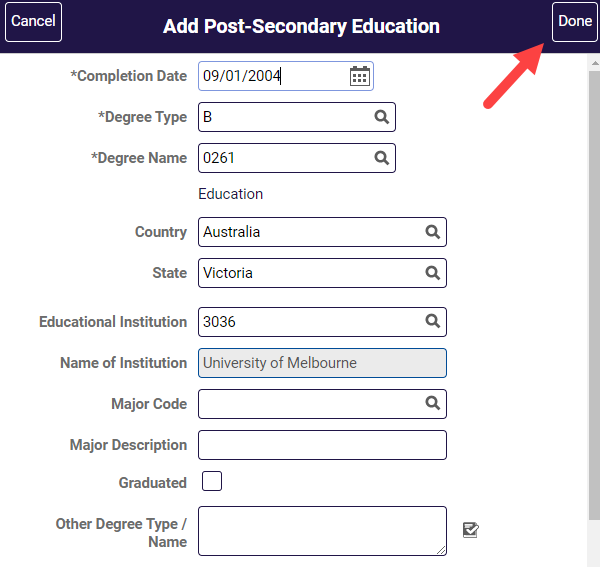 Cancel
Add Post-Secondary Education
Done
*Completion Date 09/01/2004
*Degree Type B
*Degree Name 0261
Education
Country Australia
State Victoria
Educational Institution 3036
Name of Institution University of Melbourne
Major Code
Major Description
Graduated
Other Degree Type /
Name